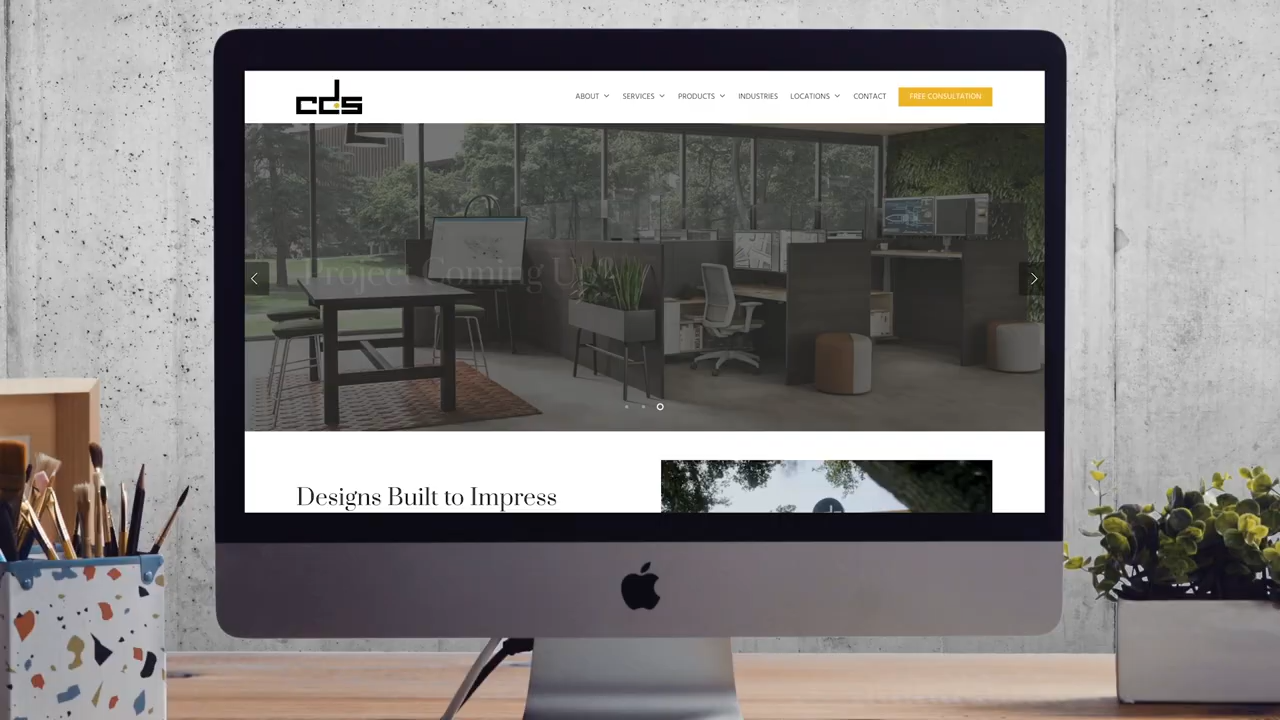 cds
ABOUT SERVICES PRODUCTS INDUSTRIES LOCATIONS CONTACT FREE CONSULTATION
Project Coming Up?
Designs Built to Impress